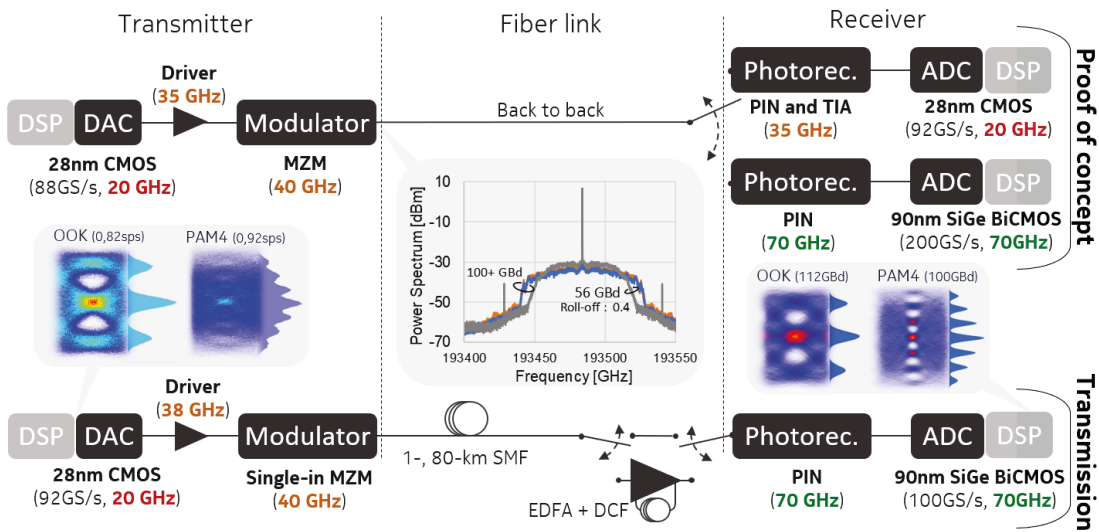 Transmitter
Fiber link
Receiver
Proof of concept
Driver
(35 GHz)
DSP
DAC
Modulator
28nm CMOS
(88GS/s, 20 GHz)
MZM
(40 GHz)
Back to back
Photorec.
ADC
DSP
PIN and TIA
(35 GHz)
28nm CMOS
(92GS/s, 20 GHz)
Photorec.
ADC
DSP
PIN
(70 GHz)
90nm SiGe BiCMOS
(200GS/s, 70GHz)
OOK (0,82sps)
PAM4 (0,92sps)
Power Spectrum [dBm]
10
-10
-30
-50
-70
100+ GBd
56 GBd
Roll-off : 0.4
193400
193450
193500
193550
Frequency [GHz]
OOK (112GBd)
PAM4 (100GBd)
Transmission
Driver
(38 GHz)
DSP
DAC
Modulator
28nm CMOS
(92GS/s, 20 GHz)
Single-in MZM
(40 GHz)
1-, 80-km SMF
EDFA + DCF
Photorec.
ADC
DSP
PIN
(70 GHz)
90nm SiGe BiCMOS
(100GS/s, 70GHz)